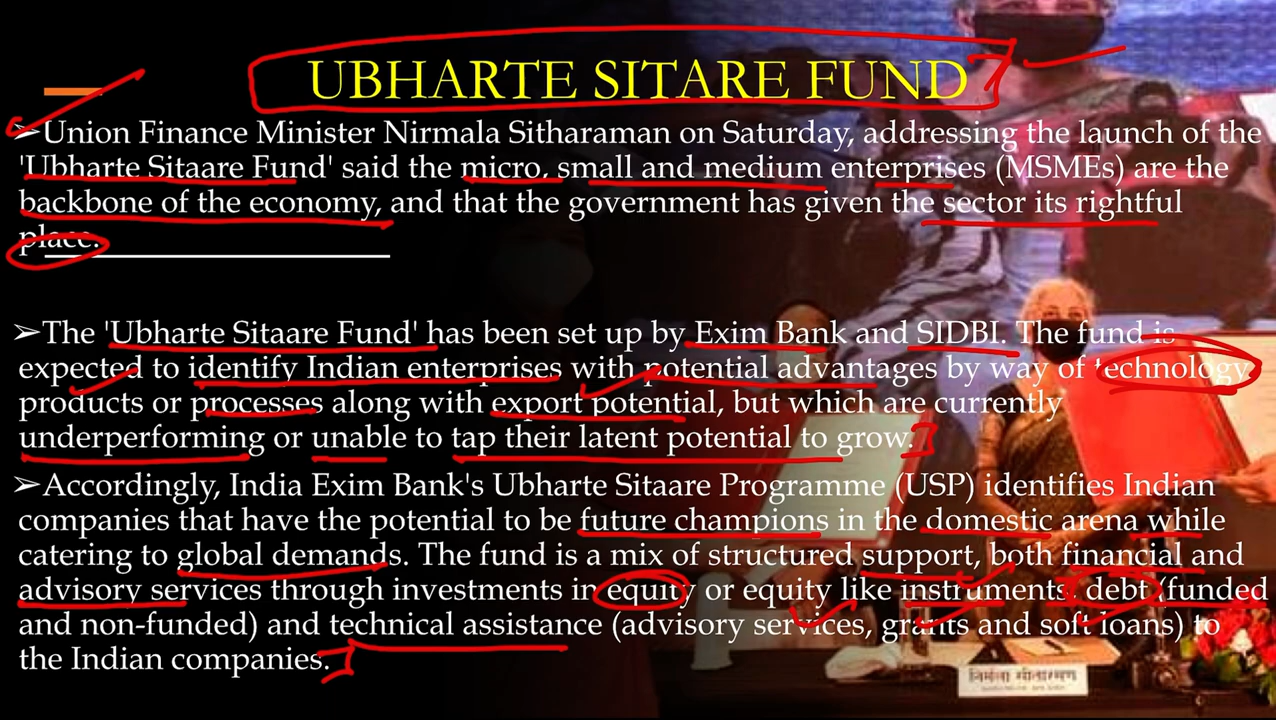 UBHARTE SITARE FUND
➢Union Finance Minister Nirmala Sitharaman on Saturday, addressing the launch of the
'Ubharte Sitaare Fund' said the micro, small and medium enterprises (MSMEs) are the
backbone of the economy, and that the government has given the sector its rightful
place.
➢The 'Ubharte Sitaare Fund' has been set up by Exim Bank and SIDBI. The fund is
expected to identify Indian enterprises with potential advantages by way of technology,
products or processes along with export potential, but which are currently
underperforming or unable to tap their latent potential to grow.
➢Accordingly, India Exim Bank's Ubharte Sitaare Programme (USP) identifies Indian
companies that have the potential to be future champions in the domestic arena while
catering to global demands. The fund is a mix of structured support, both financial and
advisory services through investments in equity or equity like instruments, debt (funded
and non-funded) and technical assistance (advisory services, grants and soft loans) to
the Indian companies.
निर्मला सीतारमण